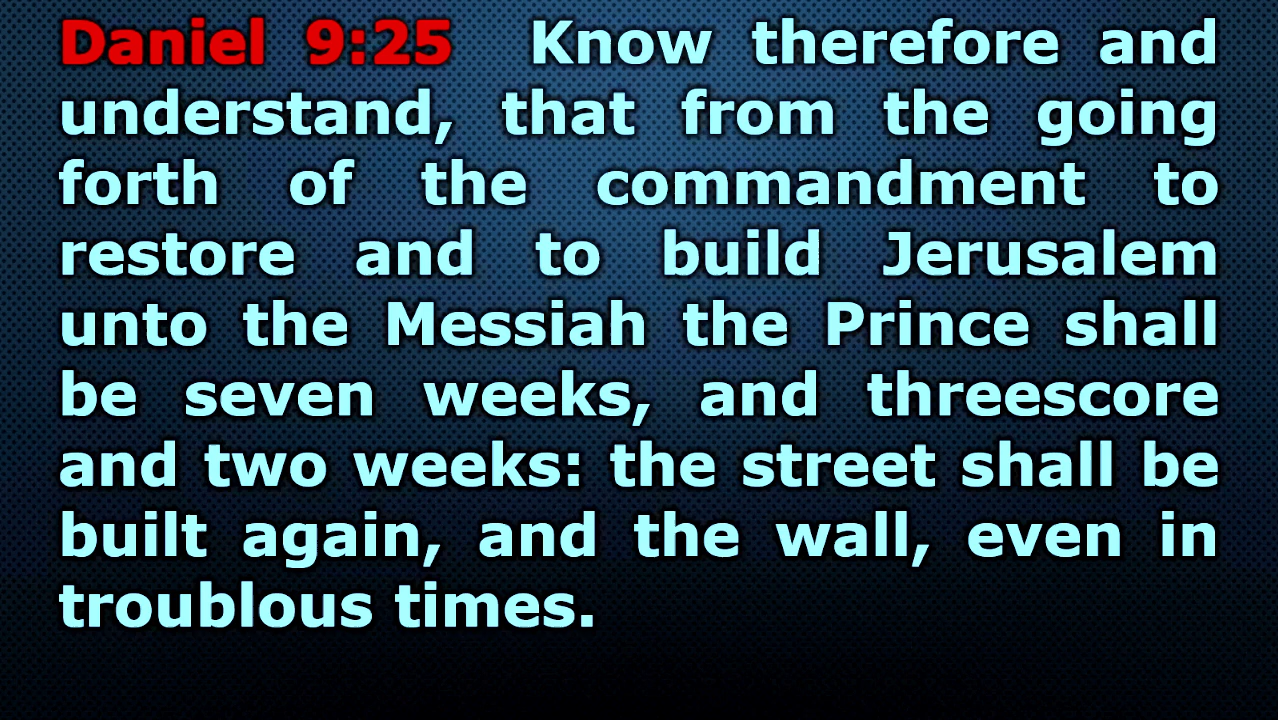 Daniel 9:25 Know therefore and
understand, that from the going
forth of the commandment to
restore and to build Jerusalem
unto the Messiah the Prince shall
be seven weeks, and threescore
and two weeks: the street shall be
built again, and the wall, even in
troublous times.